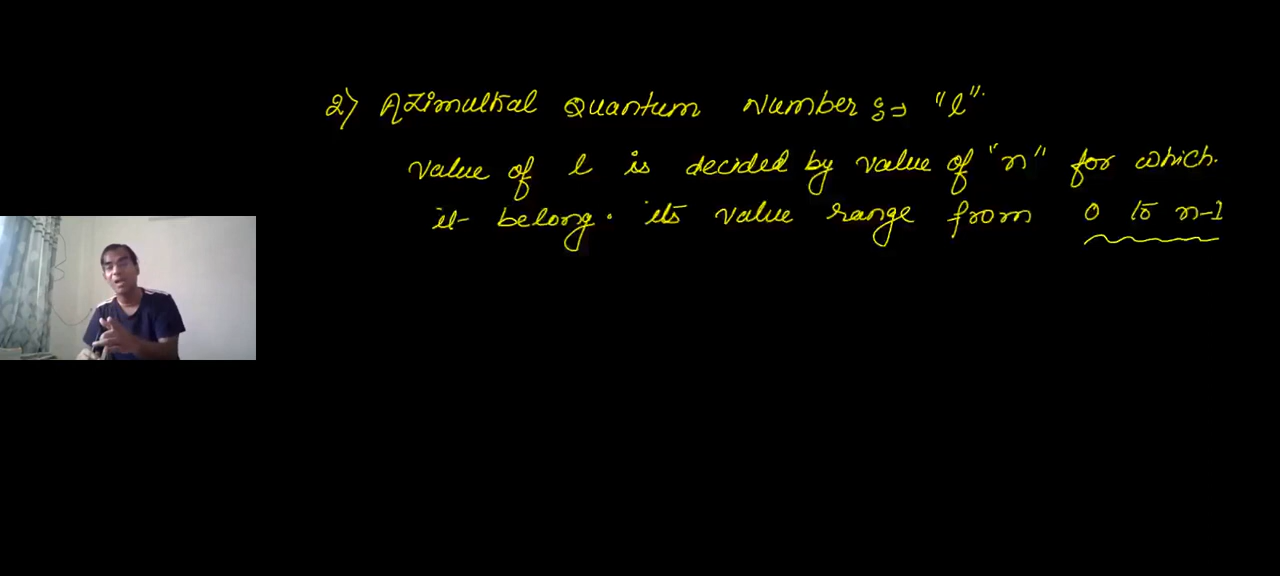 2) Azimuthal Quantum Number :→ "l".
value of l is decided by value of "n" for which.
it belong. its value range from 0 to n-1